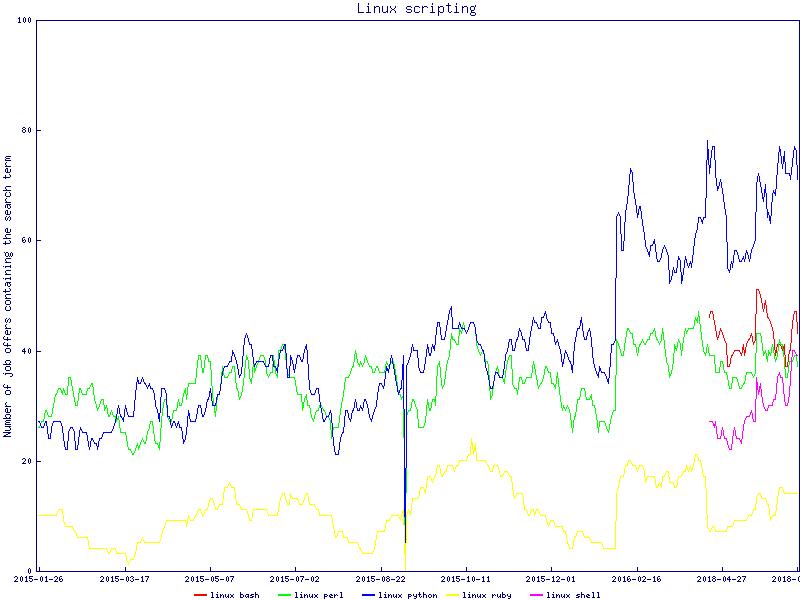 Linux scripting
Number of job offers containing the search term
100
80
60
40
20
0
2015-01-26 2015-03-17 2015-05-07 2015-07-02 2015-08-22 2015-10-11 2015-12-01 2016-02-16 2018-04-27 2018-0
linux bash linux perl linux python linux ruby linux shell